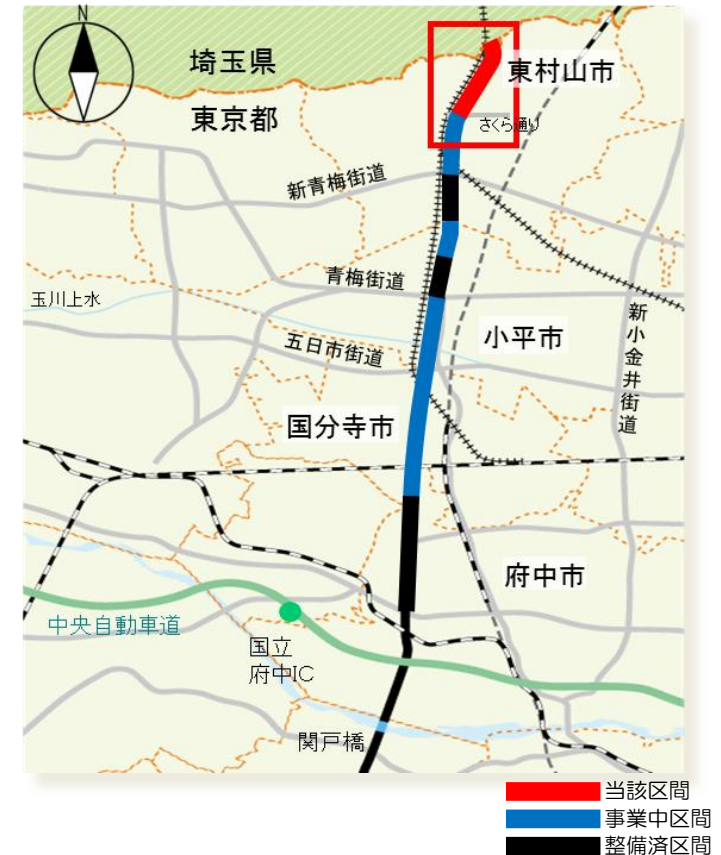 N
埼玉県
東京都
東村山市
さくら通り
新青梅街道
青梅街道
玉川上水
五日市街道
小平市
新小金井街道
国分寺市
府中市
中央自動車道
国立
府中IC
関戸橋
当該区間
事業中区間
整備済区間